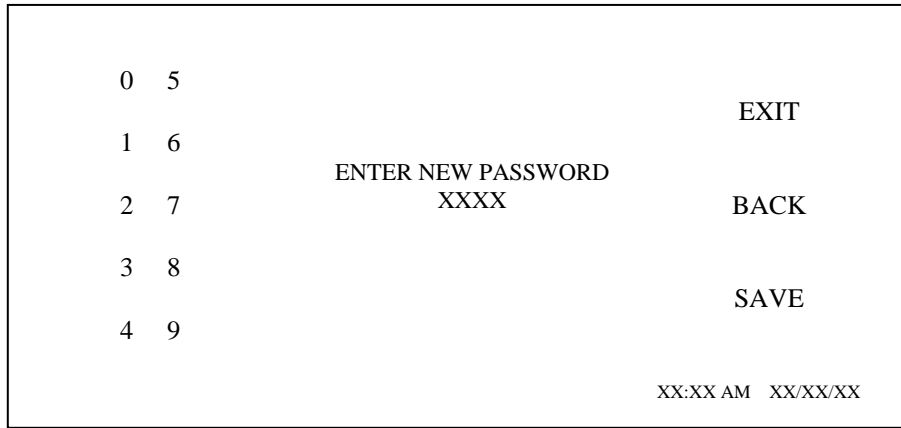 0 5
EXIT
1 6
ENTER NEW PASSWORD
XXXX
2 7
BACK
3 8
SAVE
4 9
XX:XX AM XX/XX/XX